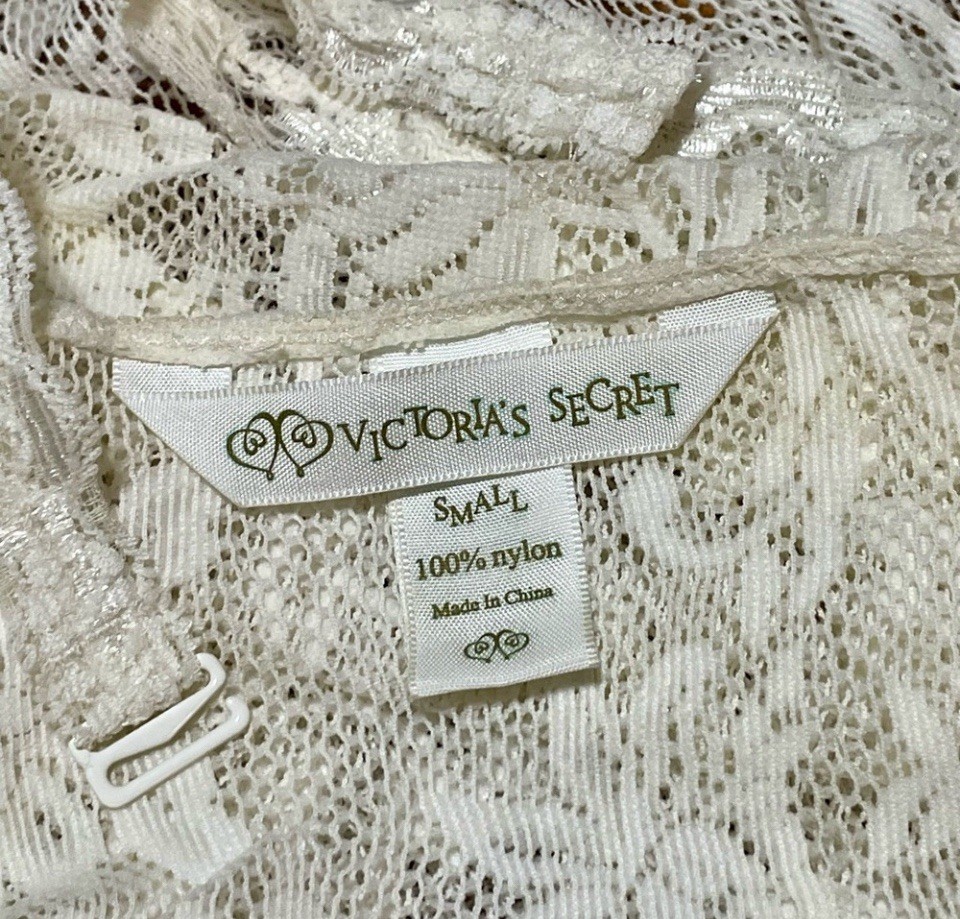 VICTORIA'S SECRET
SMALL
100% nylon
Made in China